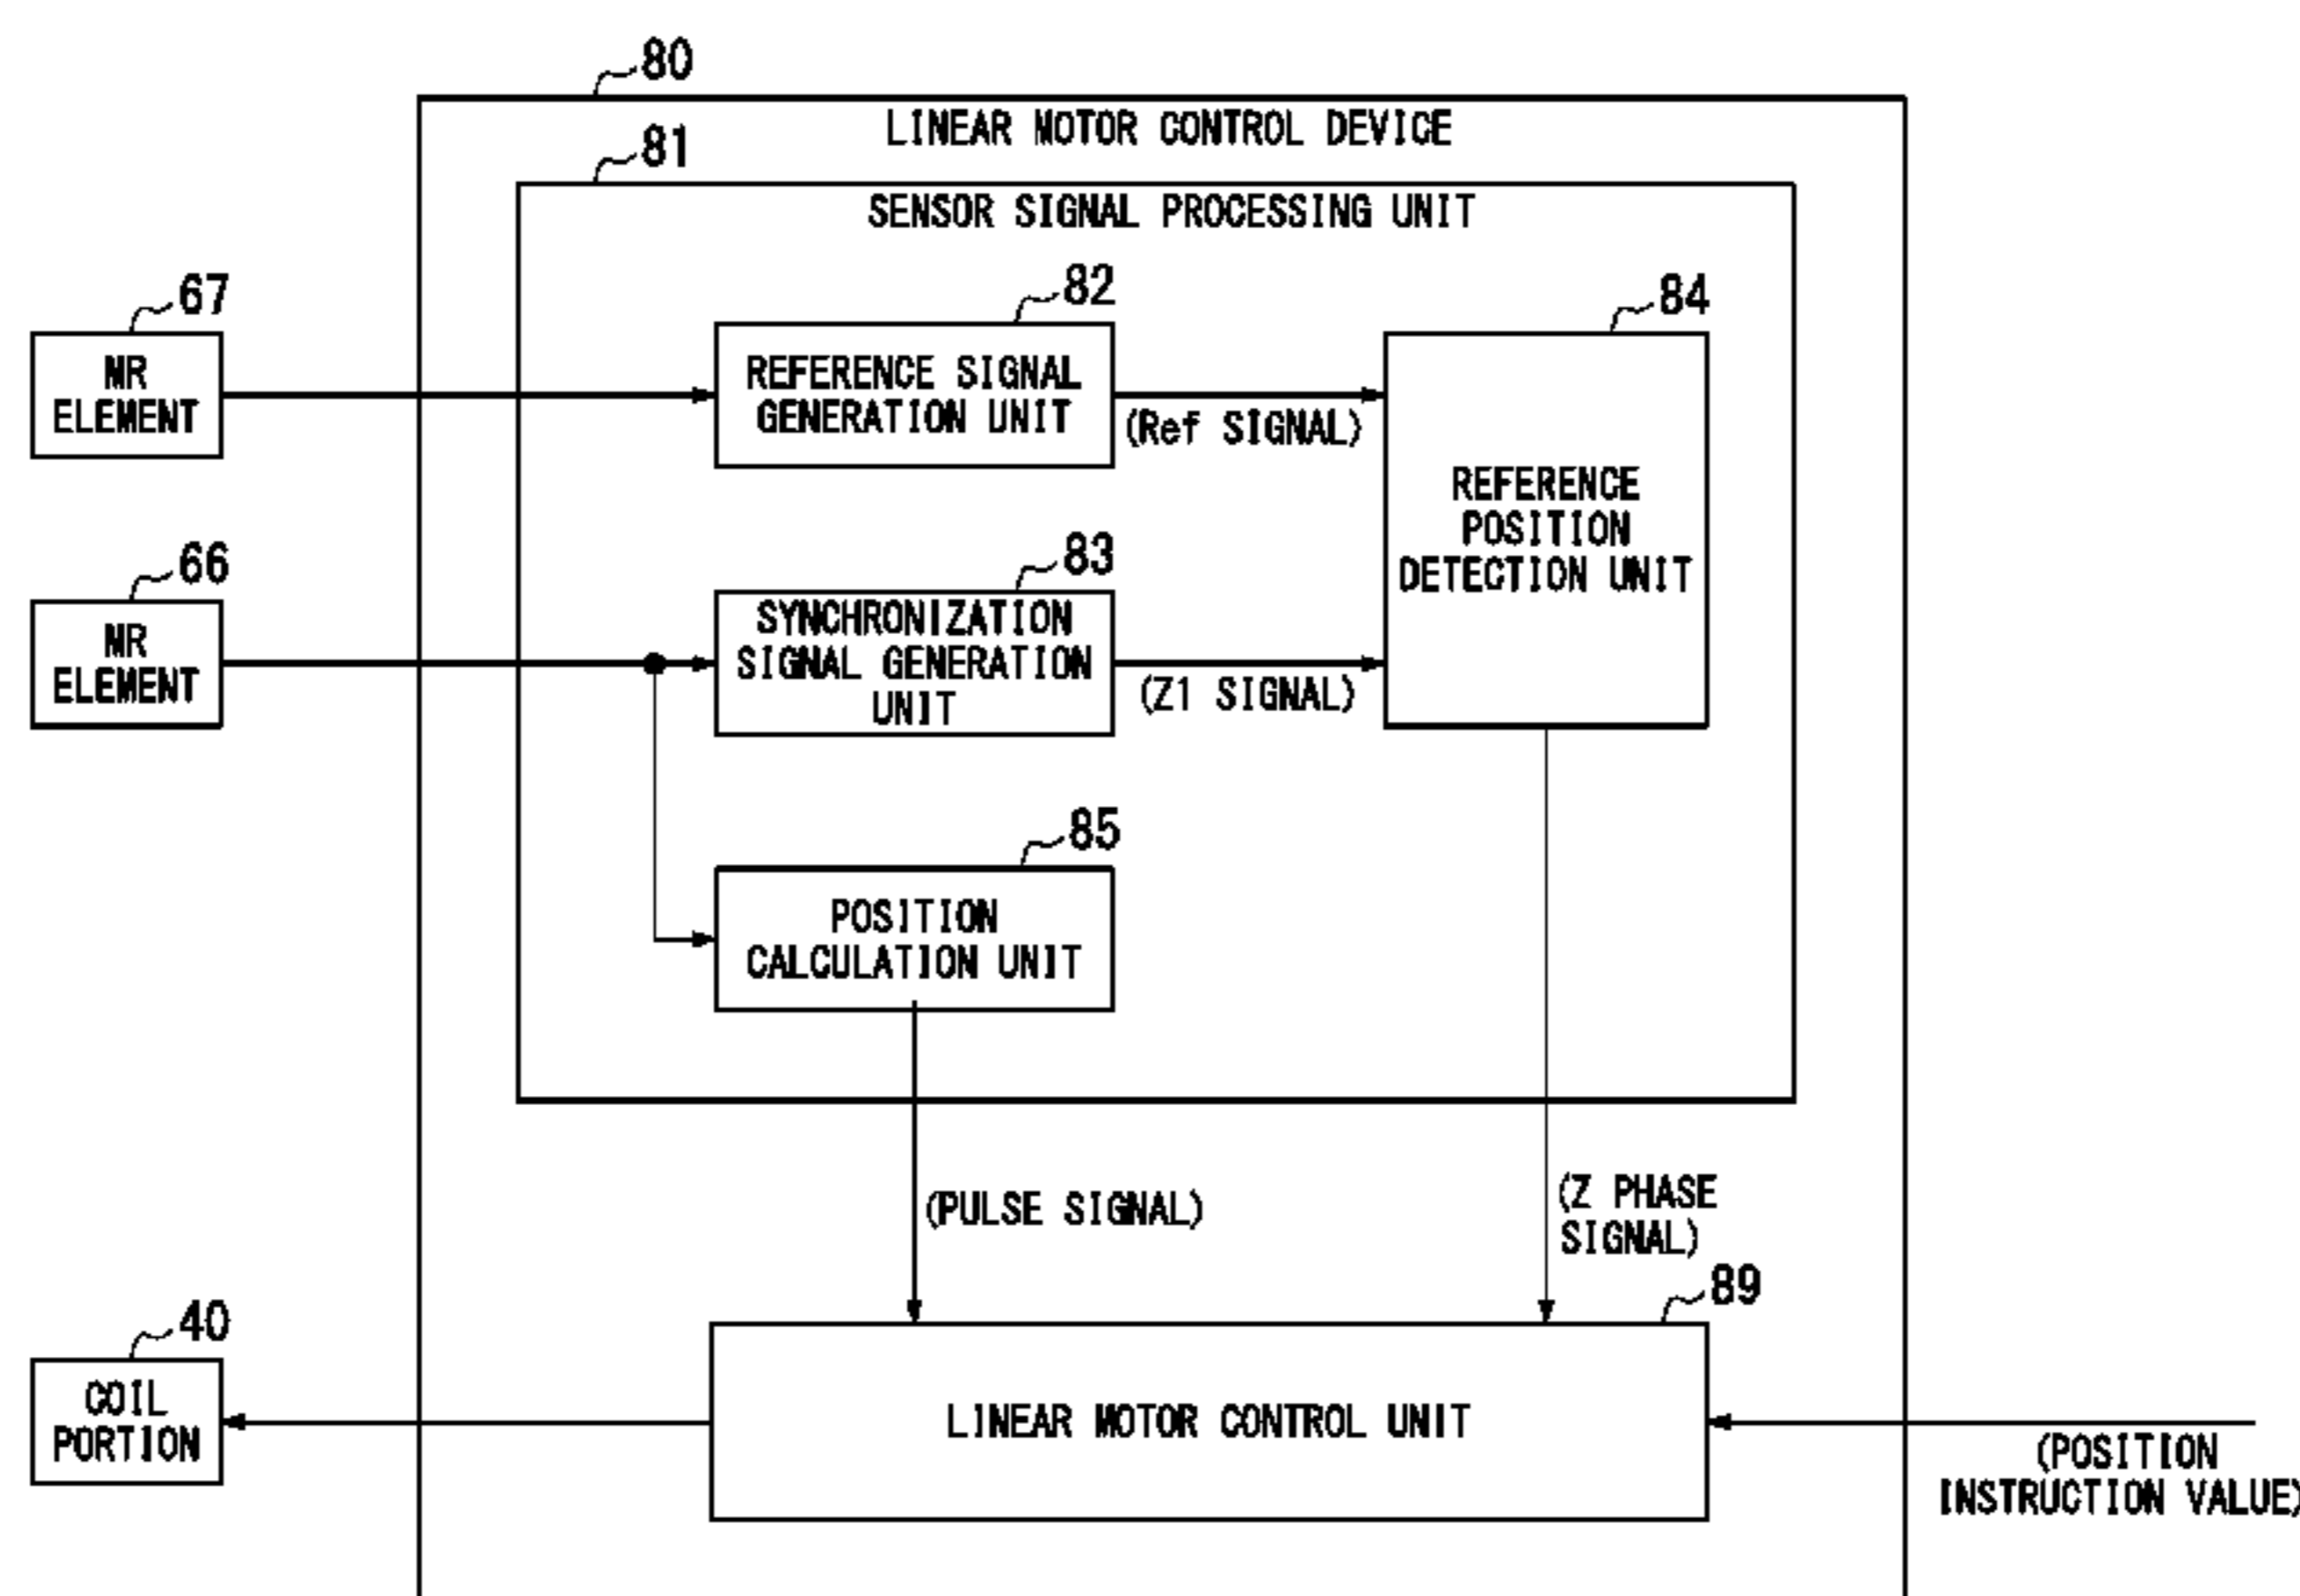 80
LINEAR MOTOR CONTROL DEVICE
81
SENSOR SIGNAL PROCESSING UNIT
67
MR
ELEMENT
82
REFERENCE SIGNAL
GENERATION UNIT
(Ref SIGNAL)
84
REFERENCE
POSITION
DETECTION UNIT
66
MR
ELEMENT
83
SYNCHRONIZATION
SIGNAL GENERATION
UNIT
(Z1 SIGNAL)
85
POSITION
CALCULATION UNIT
(PULSE SIGNAL)
(Z PHASE
SIGNAL)
40
COIL
PORTION
89
LINEAR MOTOR CONTROL UNIT
(POSITION
INSTRUCTION VALUE)